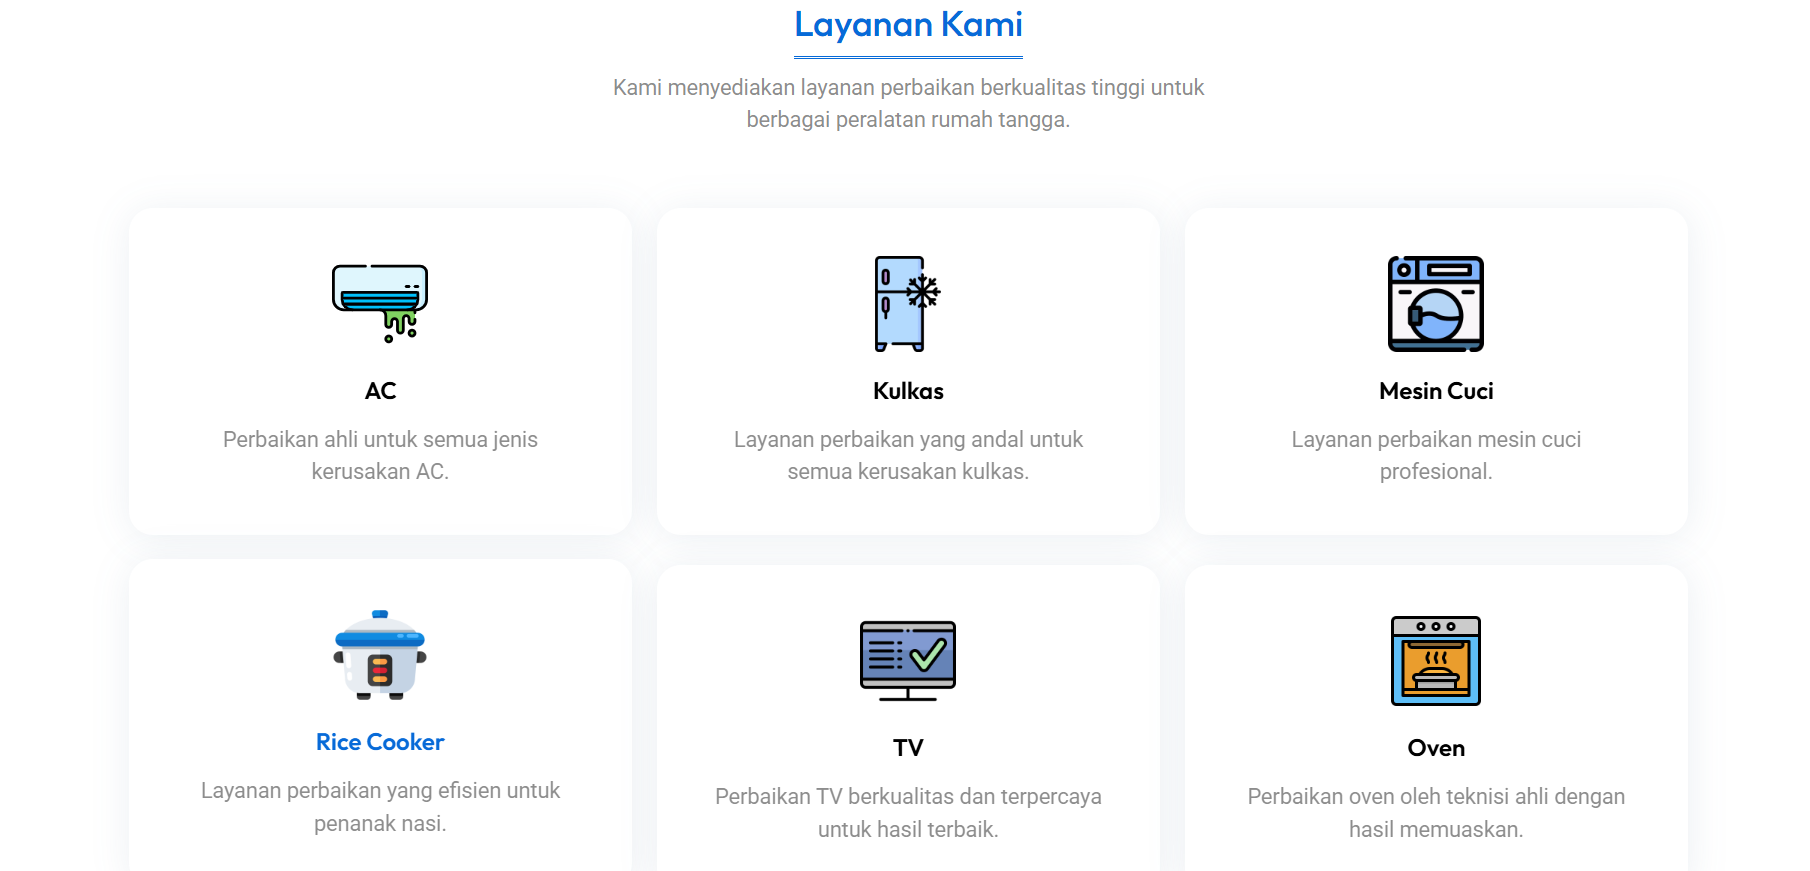 Layanan Kami
Kami menyediakan layanan perbaikan berkualitas tinggi untuk
berbagai peralatan rumah tangga.
AC
Perbaikan ahli untuk semua jenis
kerusakan AC.
Kulkas
Layanan perbaikan yang andal untuk
semua kerusakan kulkas.
Mesin Cuci
Layanan perbaikan mesin cuci
profesional.
Rice Cooker
Layanan perbaikan yang efisien untuk
penanak nasi.
TV
Perbaikan TV berkualitas dan terpercaya
untuk hasil terbaik.
Oven
Perbaikan oven oleh teknisi ahli dengan
hasil memuaskan.